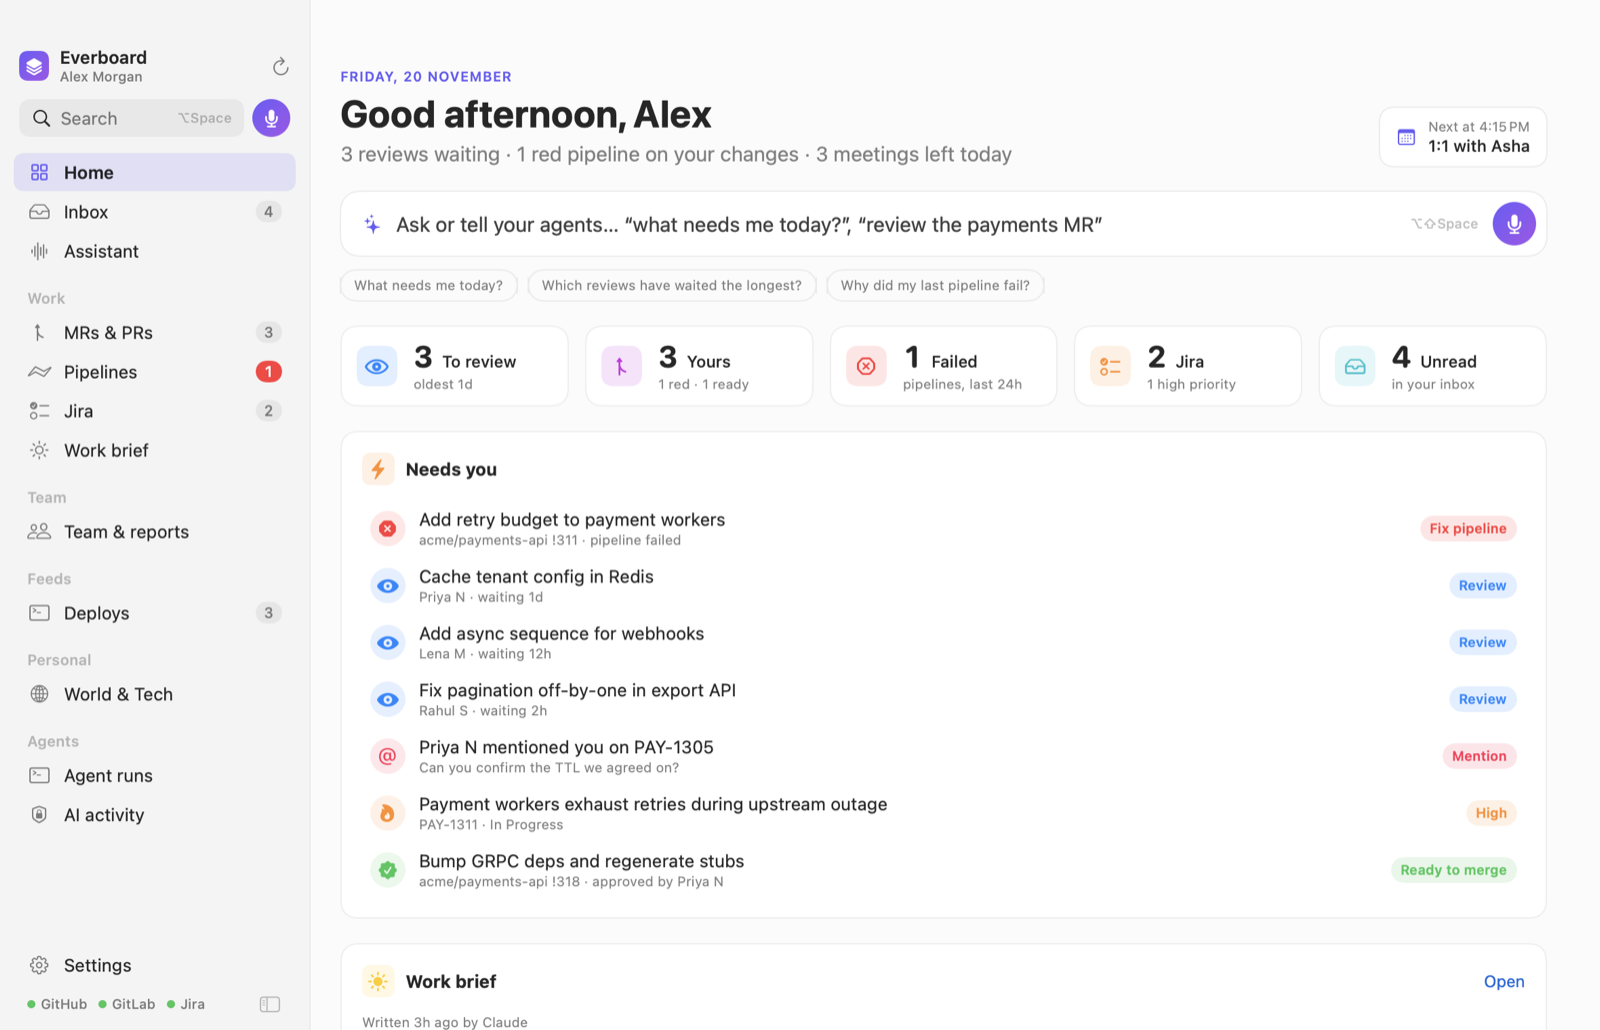 Everboard
Alex Morgan
Search ⌥Space
Home
Inbox 4
Assistant
Work
MRs & PRs 3
Pipelines 1
Jira 2
Work brief
Team
Team & reports
Feeds
Deploys 3
Personal
World & Tech
Agents
Agent runs
AI activity
Settings
GitHub GitLab Jira
FRIDAY, 20 NOVEMBER
Good afternoon, Alex
3 reviews waiting · 1 red pipeline on your changes · 3 meetings left today
Next at 4:15 PM
1:1 with Asha
Ask or tell your agents... “what needs me today?”, “review the payments MR” ⌥⇧Space
What needs me today? Which reviews have waited the longest? Why did my last pipeline fail?
3 To review
oldest 1d
3 Yours
1 red · 1 ready
1 Failed
pipelines, last 24h
2 Jira
1 high priority
4 Unread
in your inbox
Needs you
Add retry budget to payment workers
acme/payments-api !311 · pipeline failed
Fix pipeline
Cache tenant config in Redis
Priya N · waiting 1d
Review
Add async sequence for webhooks
Lena M · waiting 12h
Review
Fix pagination off-by-one in export API
Rahul S · waiting 2h
Review
@ Priya N mentioned you on PAY-1305
Can you confirm the TTL we agreed on?
Mention
Payment workers exhaust retries during upstream outage
PAY-1311 · In Progress
High
Bump GRPC deps and regenerate stubs
acme/payments-api !318 · approved by Priya N
Ready to merge
Work brief Open
Written 3h ago by Claude